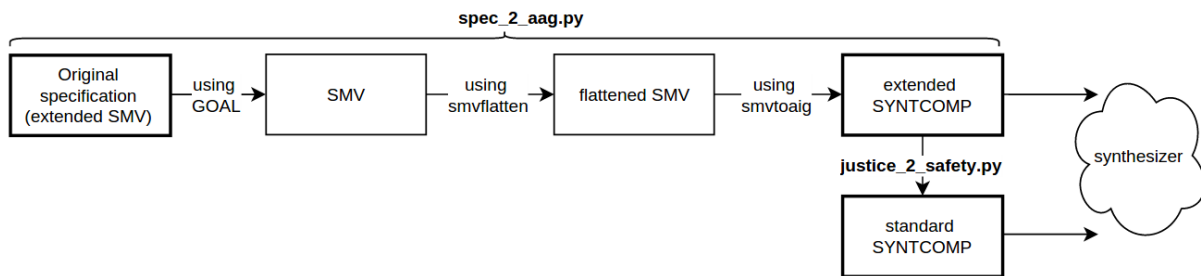 spec_2_aag.py
Original
specification
(extended SMV)
using
GOAL
SMV
using
smvflatten
flattened SMV
using
smvtoaig
extended
SYNTCOMP
synthesizer
justice_2_safety.py
standard
SYNTCOMP